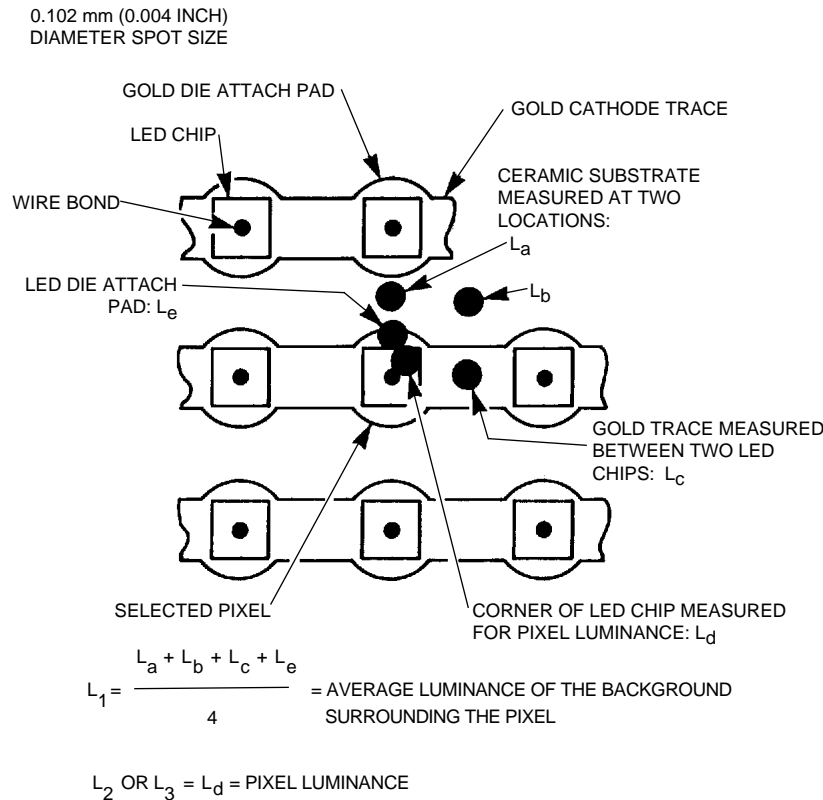 0.102 mm (0.004 INCH)
DIAMETER SPOT SIZE
GOLD DIE ATTACH PAD
GOLD CATHODE TRACE
LED CHIP
CERAMIC SUBSTRATE
MEASURED AT TWO
LOCATIONS:
La
WIRE BOND
LED DIE ATTACH
PAD: Le
Lb
GOLD TRACE MEASURED
BETWEEN TWO LED
CHIPS: Lc
SELECTED PIXEL
CORNER OF LED CHIP MEASURED
FOR PIXEL LUMINANCE: Ld
La + Lb + Lc + Le
L1 = = AVERAGE LUMINANCE OF THE BACKGROUND
4 SURROUNDING THE PIXEL
L2 OR L3 = Ld = PIXEL LUMINANCE